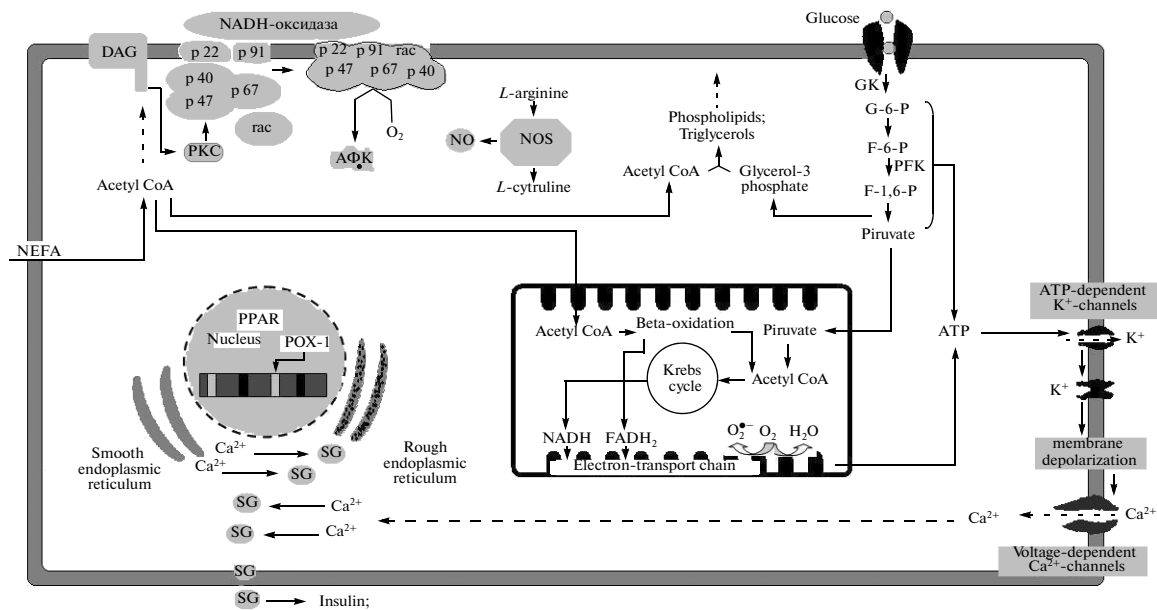 NADH-оксидаза
Glucose
DAG
p 22
p 91
p 40
p 47
p 67
rac
PKC
p 22
p 91
rac
p 47
p 67
p 40
O2
АФК
L-arginine
NO
NOS
L-cytruline
Phospholipids;
Triglycerols
Acetyl CoA
Glycerol-3
phosphate
GK
G-6-P
F-6-P
PFK
F-1,6-P
Piruvate
Acetyl CoA
NEFA
PPAR
Nucleus
POX-1
Smooth
endoplasmic
reticulum
Rough
endoplasmic
reticulum
Ca2+
SG
Ca2+
SG
SG
Ca2+
SG
Ca2+
SG
SG
Insulin;
Acetyl CoA
Beta-oxidation
Piruvate
Krebs
cycle
Acetyl CoA
NADH
FADH2
O2•–
O2
H2O
Electron-transport chain
ATP
ATP-dependent
K+-channels
K+
K+
membrane
depolarization
Ca2+
Ca2+
Voltage-dependent
Ca2+-channels